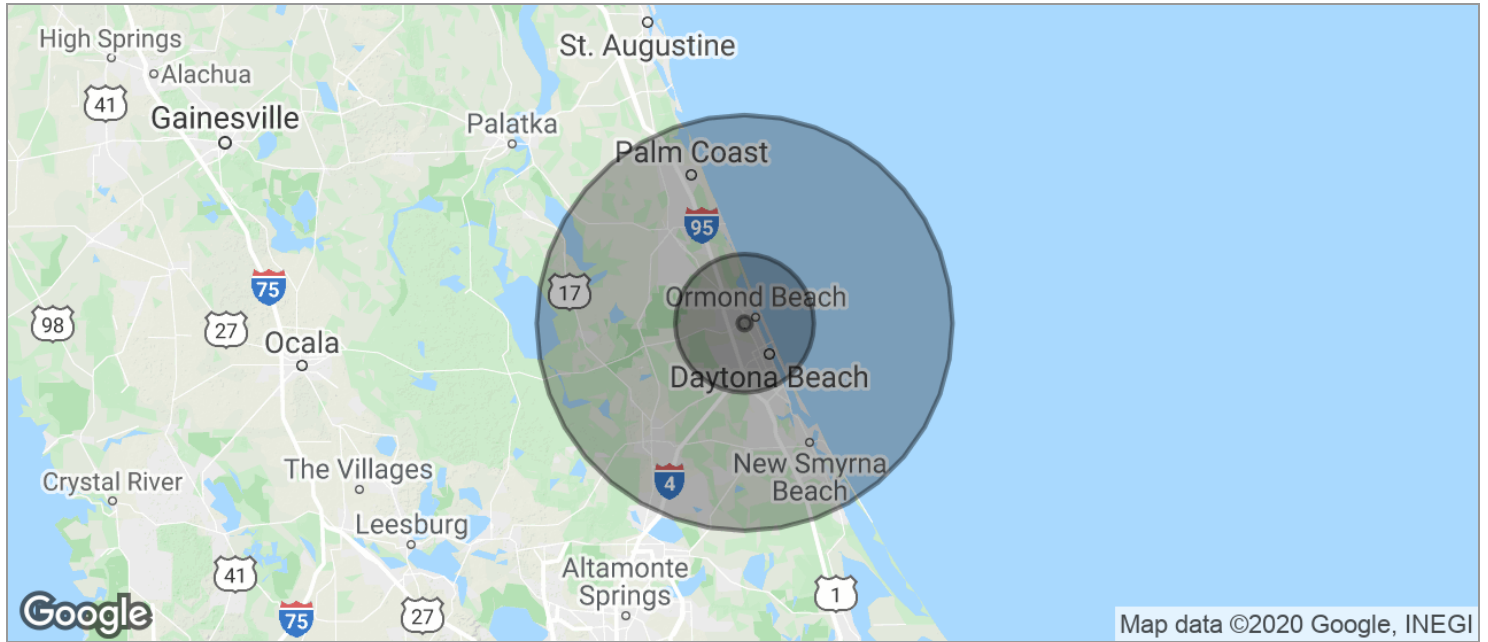 High Springs
St. Augustine
Alachua
41
Gainesville
Palatka
Palm Coast
95
75
17
Ormond Beach
98
27
Ocala
Daytona Beach
The Villages
New Smyrna
Beach
Crystal River
4
Leesburg
Altamonte
Springs
41
1
75
27
Google
Map data ©2020 Google, INEGI